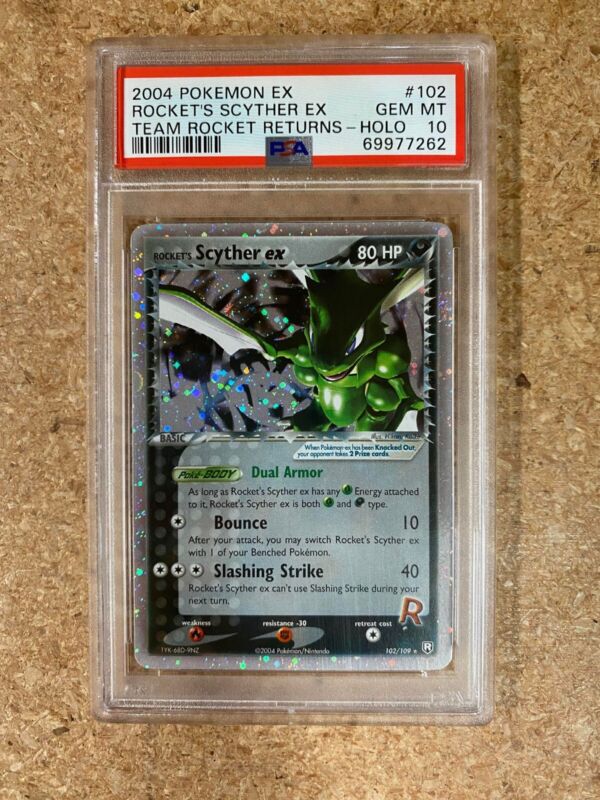 2004 POKEMON EX #102
ROCKET'S SCYTHER EX GEM MT
TEAM ROCKET RETURNS - HOLO 10
PSA 69977262
ROCKET'S Scyther ex 80 HP
BASIC
When Pokémon-ex has been Knocked Out,
your opponent takes 2 Prize cards.
Poké-BODY Dual Armor
As long as Rocket's Scyther ex has any Energy attached
to it, Rocket's Scyther ex is both and type.
Bounce 10
After your attack, you may switch Rocket's Scyther ex
with 1 of your Benched Pokémon.
Slashing Strike 40
Rocket's Scyther ex can't use Slashing Strike during your
next turn.
R
weakness resistance -30 retreat cost
1YK-680-9NZ ©2004 Pokémon/Nintendo 102/109 R